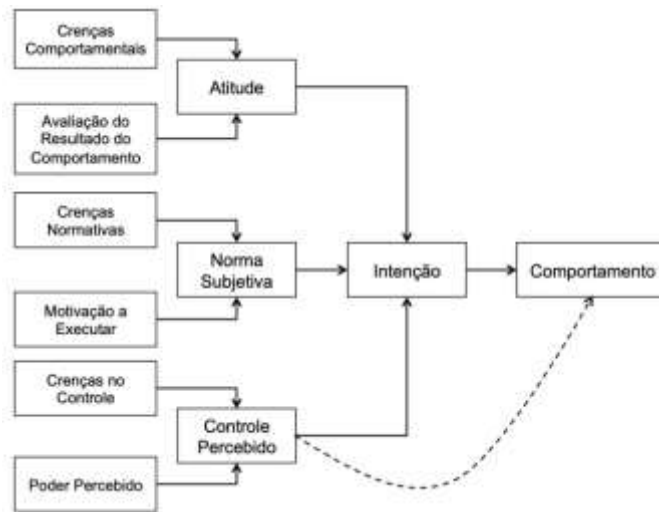 Crenças
Comportamentais
Atitude
Avaliação do
Resultado do
Comportamento
Crenças
Normativas
Norma
Subjetiva
Intenção
Comportamento
Motivação a
Executar
Crenças no
Controle
Controle
Percebido
Poder Percebido